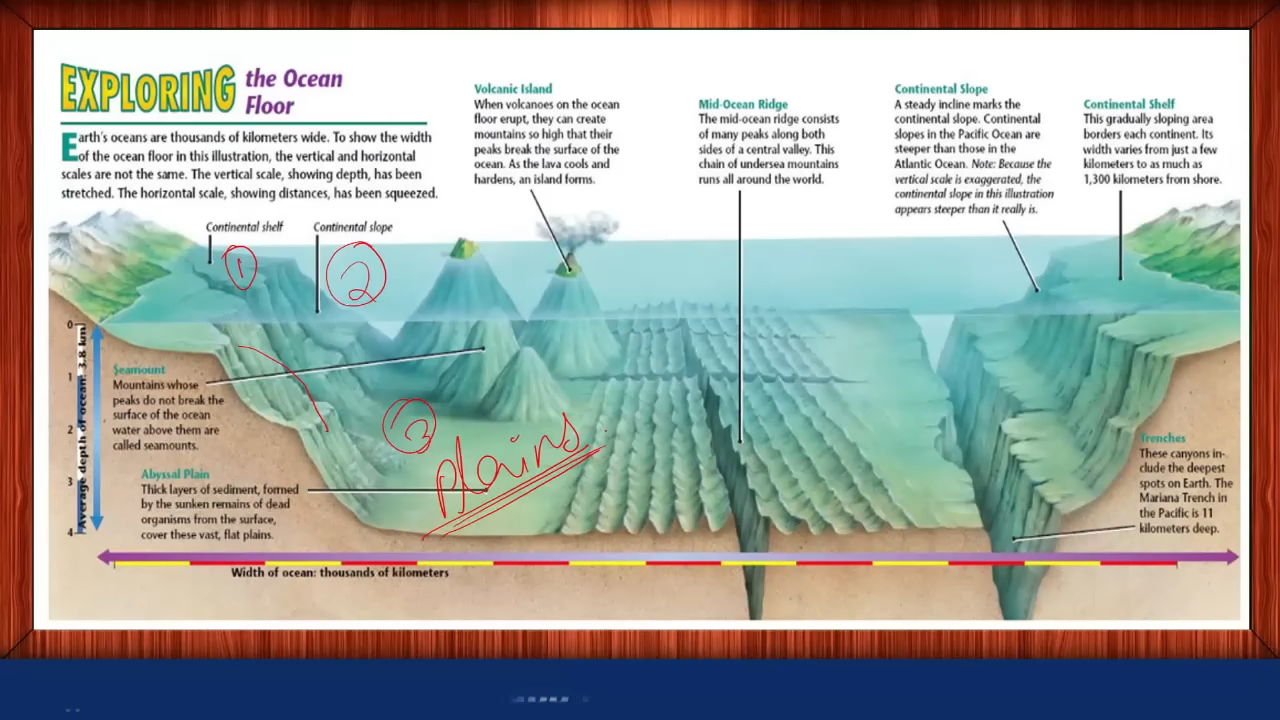 EXPLORING the Ocean
Floor
Earth's oceans are thousands of kilometers wide. To show the width
of the ocean floor in this illustration, the vertical and horizontal
scales are not the same. The vertical scale, showing depth, has been
stretched. The horizontal scale, showing distances, has been squeezed.
Volcanic Island
When volcanoes on the ocean
floor erupt, they can create
mountains so high that their
peaks break the surface of the
ocean. As the lava cools and
hardens, an island forms.
Mid-Ocean Ridge
The mid-ocean ridge consists
of many peaks along both
sides of a central valley. This
chain of undersea mountains
runs all around the world.
Continental Slope
A steady incline marks the
continental slope. Continental
slopes in the Pacific Ocean are
steeper than those in the
Atlantic Ocean. Note: Because the
vertical scale is exaggerated, the
continental slope in this illustration
appears steeper than it really is.
Continental Shelf
This gradually sloping area
borders each continent. Its
width varies from just a few
kilometers to as much as
1,300 kilometers from shore.
Continental shelf
Continental slope
1
2
0
1
2
3
4
Average depth of ocean: 3.8 km
Seamount
Mountains whose
peaks do not break the
surface of the ocean
water above them are
called seamounts.
3
plains
Abyssal Plain
Thick layers of sediment, formed
by the sunken remains of dead
organisms from the surface,
cover these vast, flat plains.
Trenches
These canyons in-
clude the deepest
spots on Earth. The
Mariana Trench in
the Pacific is 11
kilometers deep.
Width of ocean: thousands of kilometers